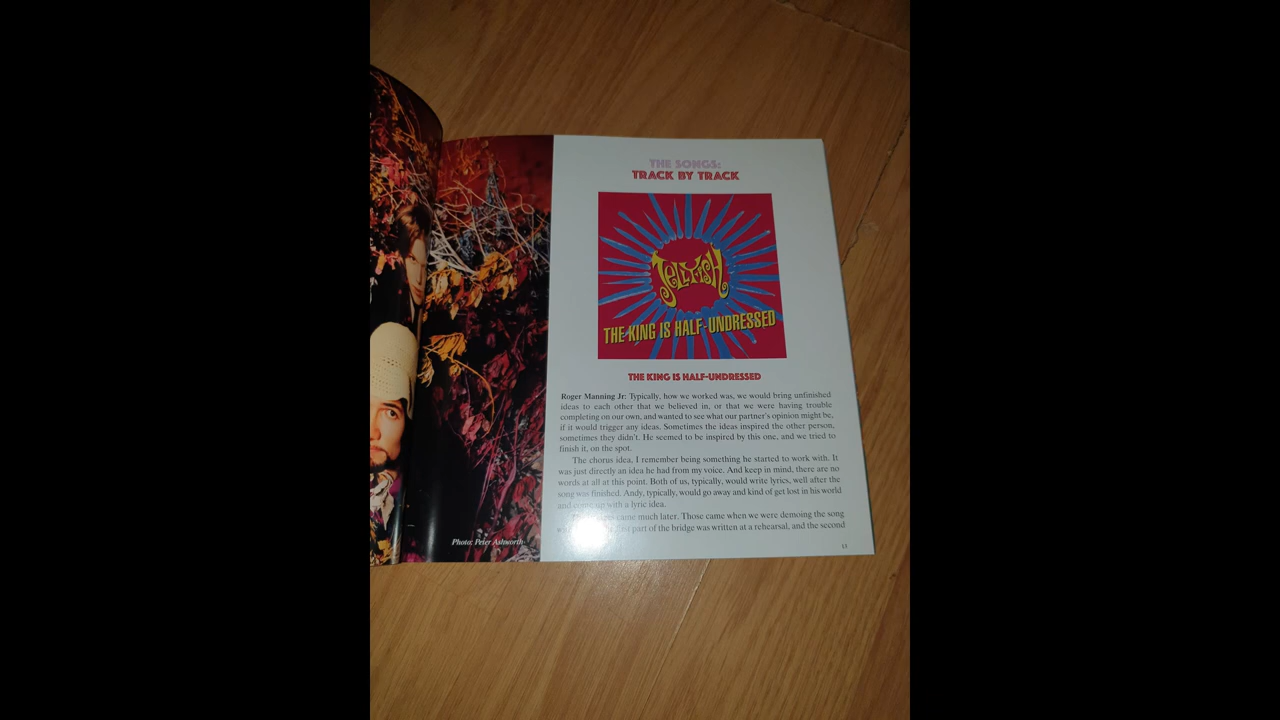 THE SONGS:
TRACK BY TRACK
JELLYFISH
THE KING IS HALF-UNDRESSED
THE KING IS HALF-UNDRESSED
Roger Manning Jr: Typically, how we worked was, we would bring unfinished
ideas to each other that we believed in, or that we were having trouble
completing on our own, and wanted to see what our partner's opinion might be,
if it would trigger any ideas. Sometimes the ideas inspired the other person,
sometimes they didn't. He seemed to be inspired by this one, and we tried to
finish it, on the spot.
The chorus idea, I remember being something he started to work with. It
was just directly an idea he had from my voice. And keep in mind, there are no
words at all at this point. Both of us, typically, would write lyrics, well after the
song was finished. Andy, typically, would go away and kind of get lost in his world
and come up with a lyric idea.
came much later. Those came when we were demoing the song
part of the bridge was written at a rehearsal, and the second
Photo: Peter Ashworth
13